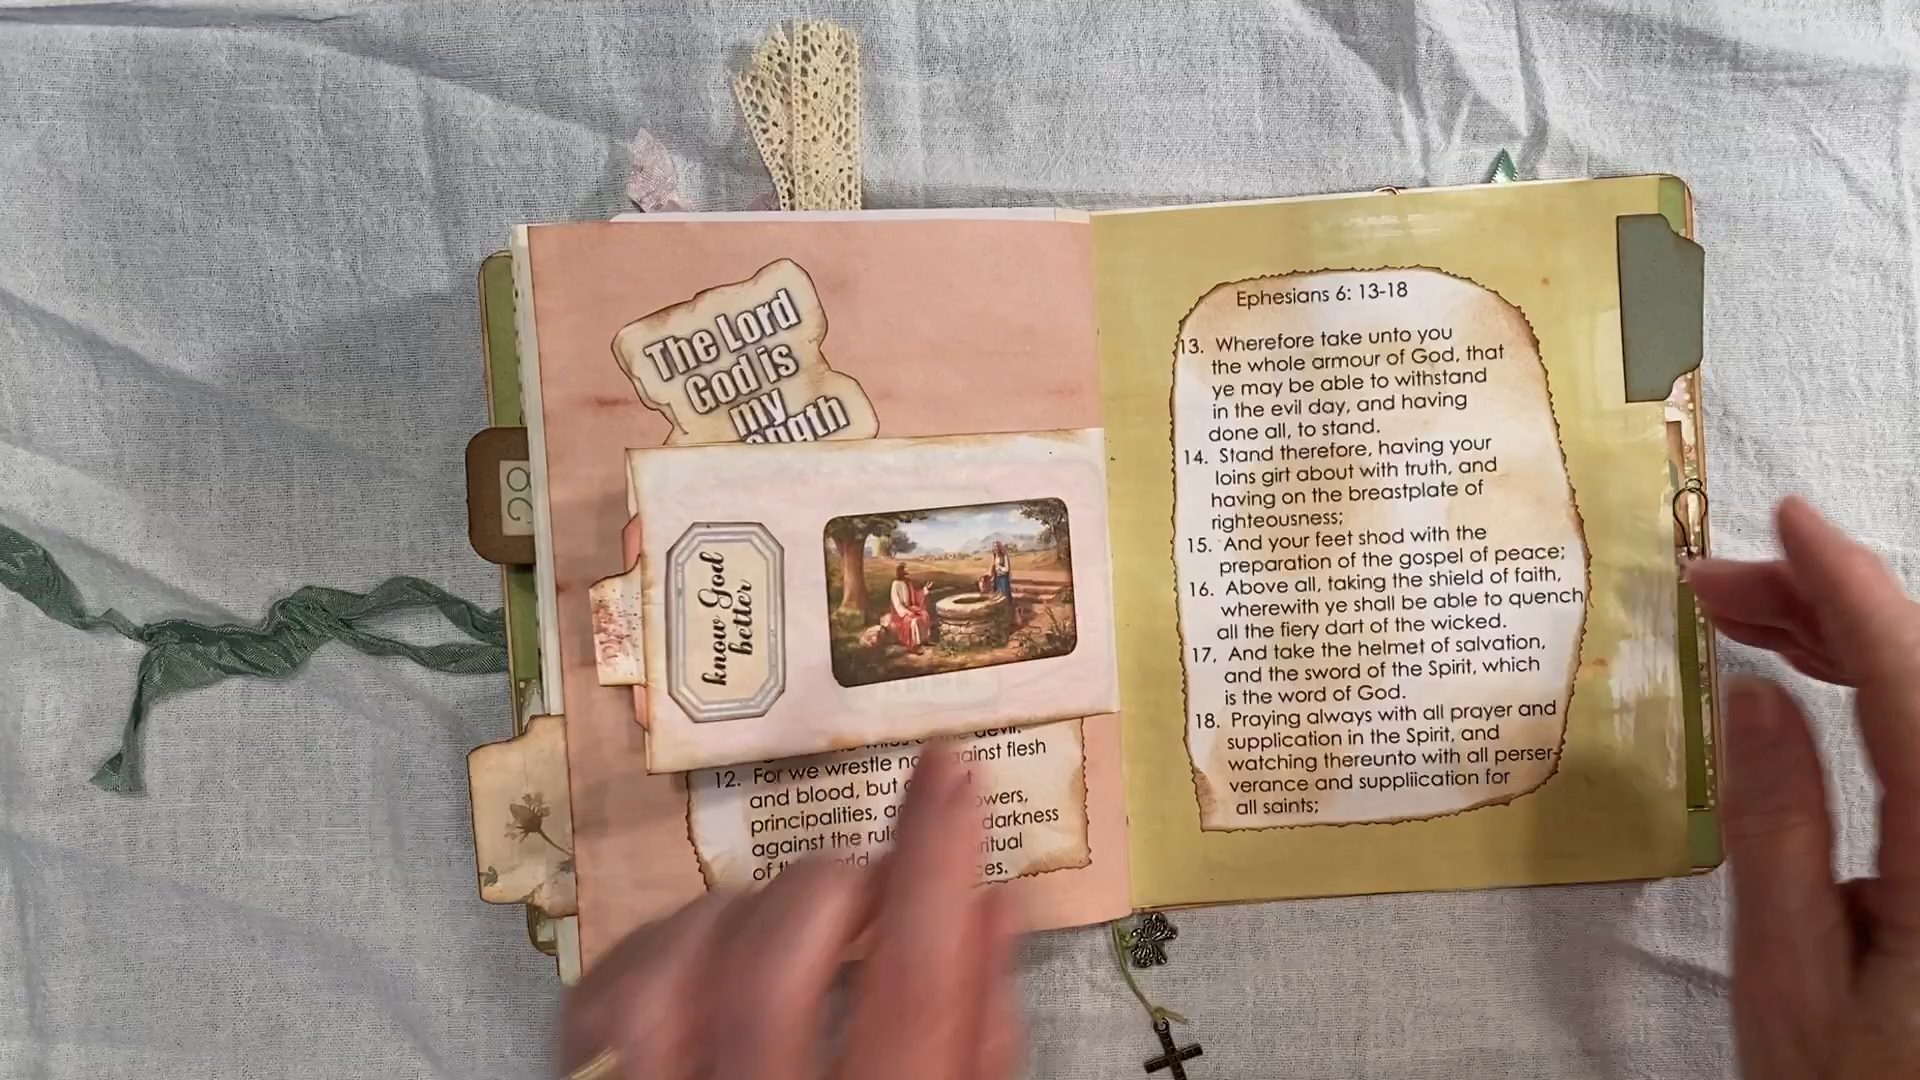 The Lord
God is
my
28
know God
better
12. For we wrestle against flesh
and blood, but
principalities,
darkness
against the
of
Ephesians 6: 13-18
13. Wherefore take unto you
the whole armour of God, that
ye may be able to withstand
in the evil day, and having
done all, to stand.
14. Stand therefore, having your
loins girt about with truth, and
having on the breastplate of
righteousness;
15. And your feet shod with the
preparation of the gospel of peace;
16. Above all, taking the shield of faith,
wherewith ye shall be able to quench
all the fiery dart of the wicked.
17, And take the helmet of salvation,
and the sword of the Spirit, which
is the word of God.
18. Praying always with all prayer and
supplication in the Spirit, and
watching thereunto with all perser-
verance and suppliication for
all saints;